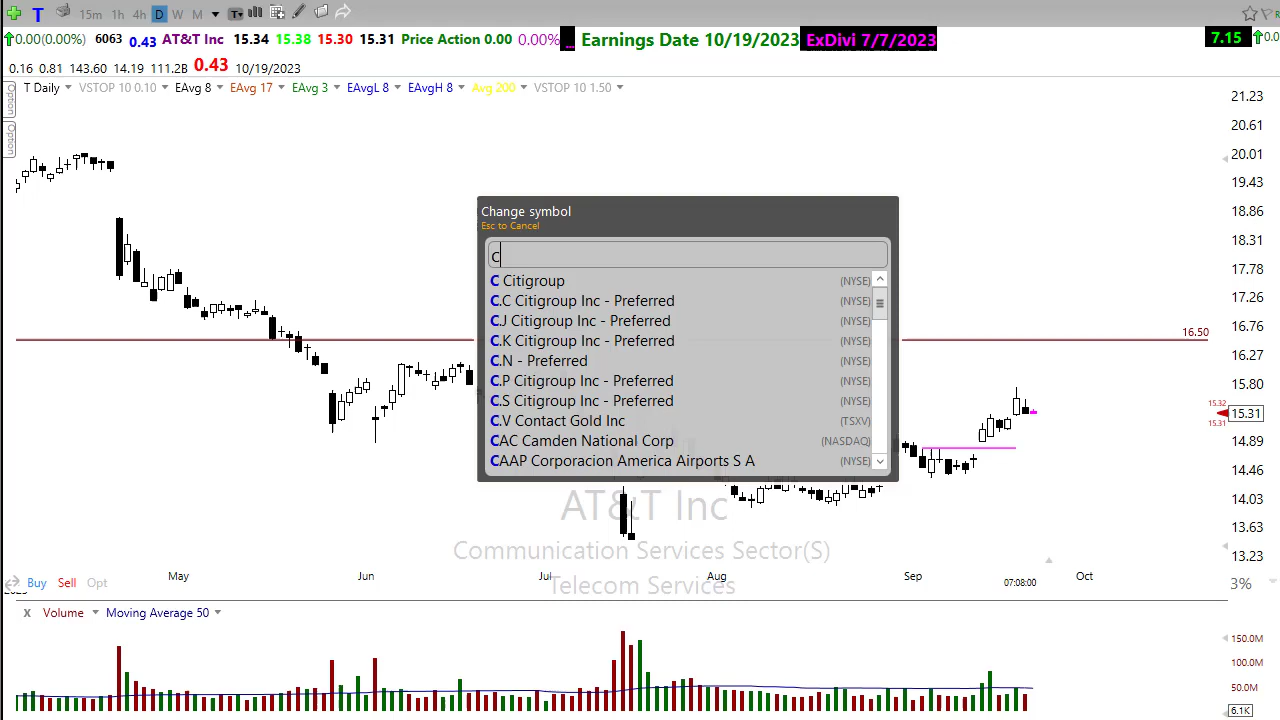 T 15m 1h 4h D W M T
0.00(0.00%) 6063 0.43 AT&T Inc 15.34 15.38 15.30 15.31 Price Action 0.00 0.00% ... Earnings Date 10/19/2023 ExDivi 7/7/2023 7.15
0.16 0.81 143.60 14.19 111.2B 0.43 10/19/2023
T Daily VSTOP 10 0.10 EAvg 8 EAvg 17 EAvg 3 EAvgL 8 EAvgH 8 Avg 200 VSTOP 10 1.50
Option
Option
21.23
20.61
20.01
19.43
18.86
18.31
17.78
17.26
16.76
16.50
16.27
15.80
15.32
15.31
15.31
14.89
14.46
14.03
13.63
13.23
3%
Change symbol
Esc to Cancel
C
C Citigroup (NYSE)
C.C Citigroup Inc - Preferred (NYSE)
C.J Citigroup Inc - Preferred (NYSE)
C.K Citigroup Inc - Preferred (NYSE)
C.N - Preferred (NYSE)
C.P Citigroup Inc - Preferred (NYSE)
C.S Citigroup Inc - Preferred (NYSE)
C.V Contact Gold Inc (TSXV)
CAC Camden National Corp (NASDAQ)
CAAP Corporacion America Airports S A (NYSE)
AT&T Inc
Communication Services Sector(S)
Telecom Services
May Jun Jul Aug Sep Oct
07:08:00
Buy Sell Opt
X Volume Moving Average 50
150.0M
100.0M
50.0M
6.1K